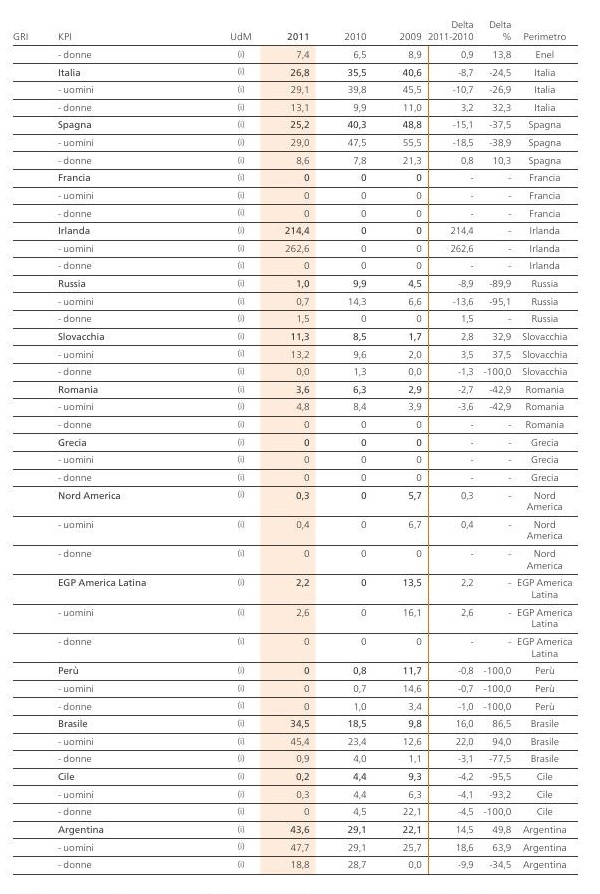 Delta Delta
GRI KPI UdM 2011 2010 2009 2011-2010 % Perimetro
- donne (i) 7,4 6,5 8,9 0,9 13,8 Enel
Italia (i) 26,8 35,5 40,6 -8,7 -24,5 Italia
- uomini (i) 29,1 39,8 45,5 -10,7 -26,9 Italia
- donne (i) 13,1 9,9 11,0 3,2 32,3 Italia
Spagna (i) 25,2 40,3 48,8 -15,1 -37,5 Spagna
- uomini (i) 29,0 47,5 55,5 -18,5 -38,9 Spagna
- donne (i) 8,6 7,8 21,3 0,8 10,3 Spagna
Francia (i) 0 0 0 - - Francia
- uomini (i) 0 0 0 - - Francia
- donne (i) 0 0 0 - - Francia
Irlanda (i) 214,4 0 0 214,4 - Irlanda
- uomini (i) 262,6 0 0 262,6 - Irlanda
- donne (i) 0 0 0 - - Irlanda
Russia (i) 1,0 9,9 4,5 -8,9 -89,9 Russia
- uomini (i) 0,7 14,3 6,6 -13,6 -95,1 Russia
- donne (i) 1,5 0 0 1,5 - Russia
Slovacchia (i) 11,3 8,5 1,7 2,8 32,9 Slovacchia
- uomini (i) 13,2 9,6 2,0 3,5 37,5 Slovacchia
- donne (i) 0,0 1,3 0,0 -1,3 -100,0 Slovacchia
Romania (i) 3,6 6,3 2,9 -2,7 -42,9 Romania
- uomini (i) 4,8 8,4 3,9 -3,6 -42,9 Romania
- donne (i) 0 0 0 - - Romania
Grecia (i) 0 0 0 - - Grecia
- uomini (i) 0 0 0 - - Grecia
- donne (i) 0 0 0 - - Grecia
Nord America (i) 0,3 0 5,7 0,3 - Nord
America
- uomini (i) 0,4 0 6,7 0,4 - Nord
America
- donne (i) 0 0 0 - - Nord
America
EGP America Latina (i) 2,2 0 13,5 2,2 - EGP America
Latina
- uomini (i) 2,6 0 16,1 2,6 - EGP America
Latina
- donne (i) 0 0 0 - - EGP America
Latina
Perù (i) 0 0,8 11,7 -0,8 -100,0 Perù
- uomini (i) 0 0,7 14,6 -0,7 -100,0 Perù
- donne (i) 0 1,0 3,4 -1,0 -100,0 Perù
Brasile (i) 34,5 18,5 9,8 16,0 86,5 Brasile
- uomini (i) 45,4 23,4 12,6 22,0 94,0 Brasile
- donne (i) 0,9 4,0 1,1 -3,1 -77,5 Brasile
Cile (i) 0,2 4,4 9,3 -4,2 -95,5 Cile
- uomini (i) 0,3 4,4 6,3 -4,1 -93,2 Cile
- donne (i) 0 4,5 22,1 -4,5 -100,0 Cile
Argentina (i) 43,6 29,1 22,1 14,5 49,8 Argentina
- uomini (i) 47,7 29,1 25,7 18,6 63,9 Argentina
- donne (i) 18,8 28,7 0,0 -9,9 -34,5 Argentina